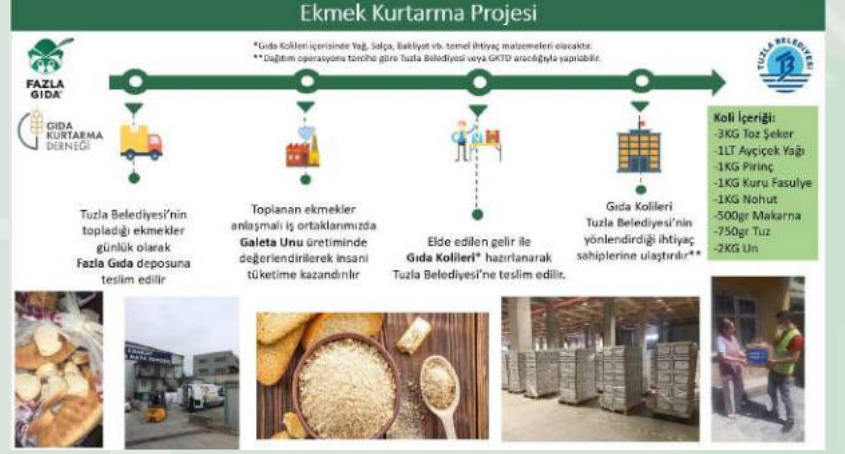 Ekmek Kurtarma Projesi
*Gıda Kolileri içerisinde Yağ, Salça, Bakliyat vb. temel ihtiyaç malzemeleri olacaktır.
**Dağıtım operasyonu tercihe göre Tuzla Belediyesi veya GKTD aracılığıyla yapılabilir.
FAZLA
GIDA
GIDA
KURTARMA
DERNEĞİ
TUZLA BELEDİYESİ
Tuzla Belediyesi'nin
topladığı ekmekler
günlük olarak
Fazla Gıda deposuna
teslim edilir
Toplanan ekmekler
anlaşmalı iş ortaklarımızda
Galeta Unu üretiminde
değerlendirilerek insani
tüketime kazandırılır
Elde edilen gelir ile
Gıda Kolileri* hazırlanarak
Tuzla Belediyesi'ne teslim edilir.
Gıda Kolileri
Tuzla Belediyesi'nin
yönlendirdiği ihtiyaç
sahiplerine ulaştırılır**
Koli İçeriği:
-3KG Toz Şeker
-1LT Ayçiçek Yağı
-1KG Pirinç
-1KG Kuru Fasulye
-1KG Nohut
-500gr Makarna
-750gr Tuz
-2KG Un